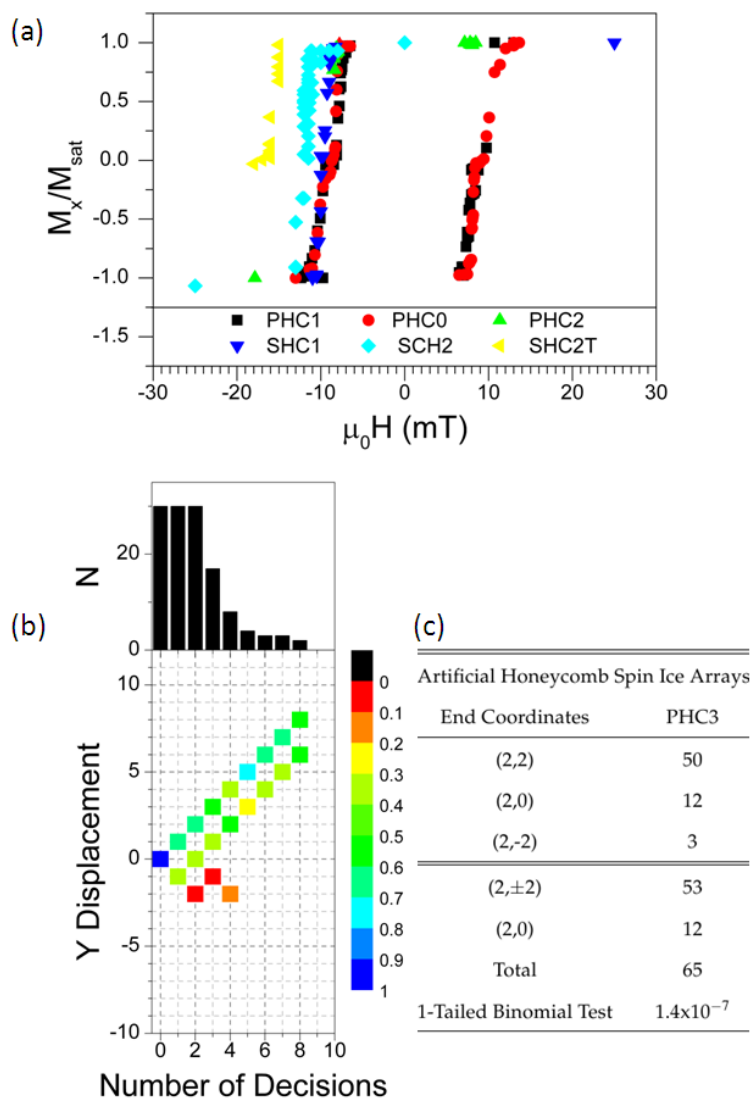 (a)
1.0
0.5
0.0
-0.5
-1.0
-1.5
Mx/Msat
PHC1 PHC0 PHC2
SHC1 SCH2 SHC2T
-30 -20 -10 0 10 20 30
μ0H (mT)
(b)
N
20
0
10
5
0
-5
-10
Y Displacement
0 2 4 6 8 10
Number of Decisions
0
0.1
0.2
0.3
0.4
0.5
0.6
0.7
0.8
0.9
1
(c)
Artificial Honeycomb Spin Ice Arrays
End Coordinates PHC3
(2,2) 50
(2,0) 12
(2,-2) 3
(2,±2) 53
(2,0) 12
Total 65
1-Tailed Binomial Test 1.4x10⁻⁷